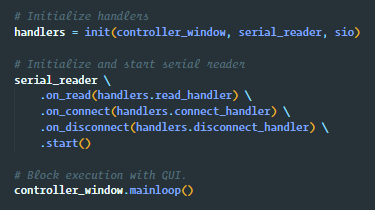 # Initialize handlers
handlers = init(controller_window, serial_reader, sio)
# Initialize and start serial reader
serial_reader \
.on_read(handlers.read_handler) \
.on_connect(handlers.connect_handler) \
.on_disconnect(handlers.disconnect_handler) \
.start()
# Block execution with GUI.
controller_window.mainloop()